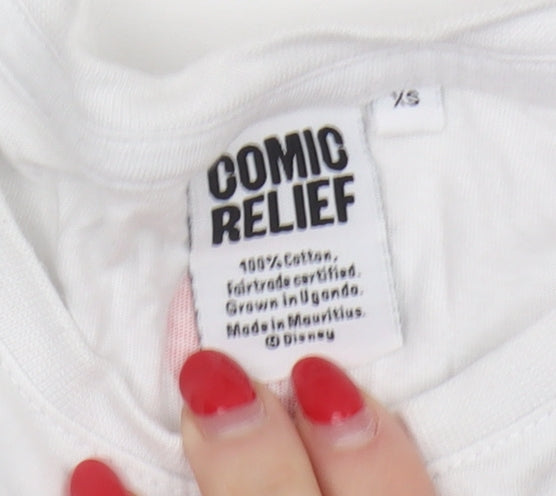 XS
COMIC
RELIEF
100% Cotton.
Fairtrade certified.
Grown in Uganda.
Made in Mauritius.
© Disney